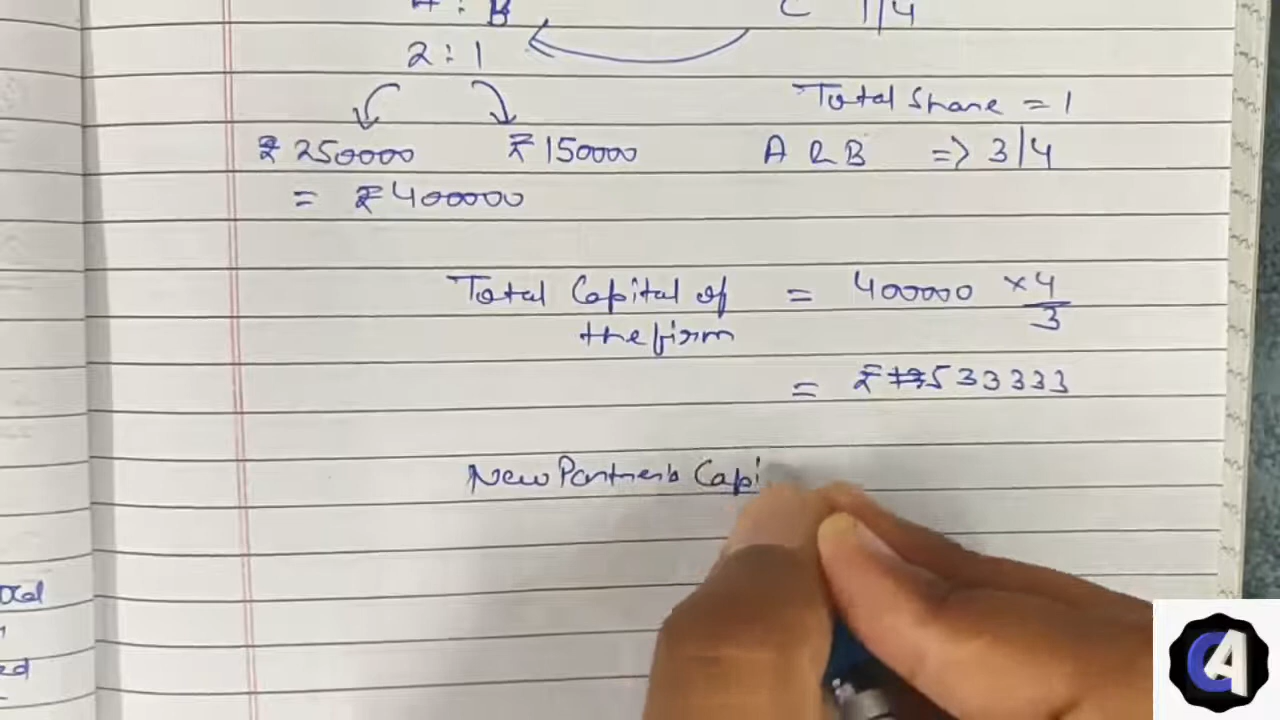 A : B C 1/4
2 : 1
Total Share = 1
₹ 250000 ₹ 150000 A & B => 3/4
= ₹ 400000
Total Capital of = 400000 × 4/3
the firm
= ₹ 533333
New Partner's Capi
CA